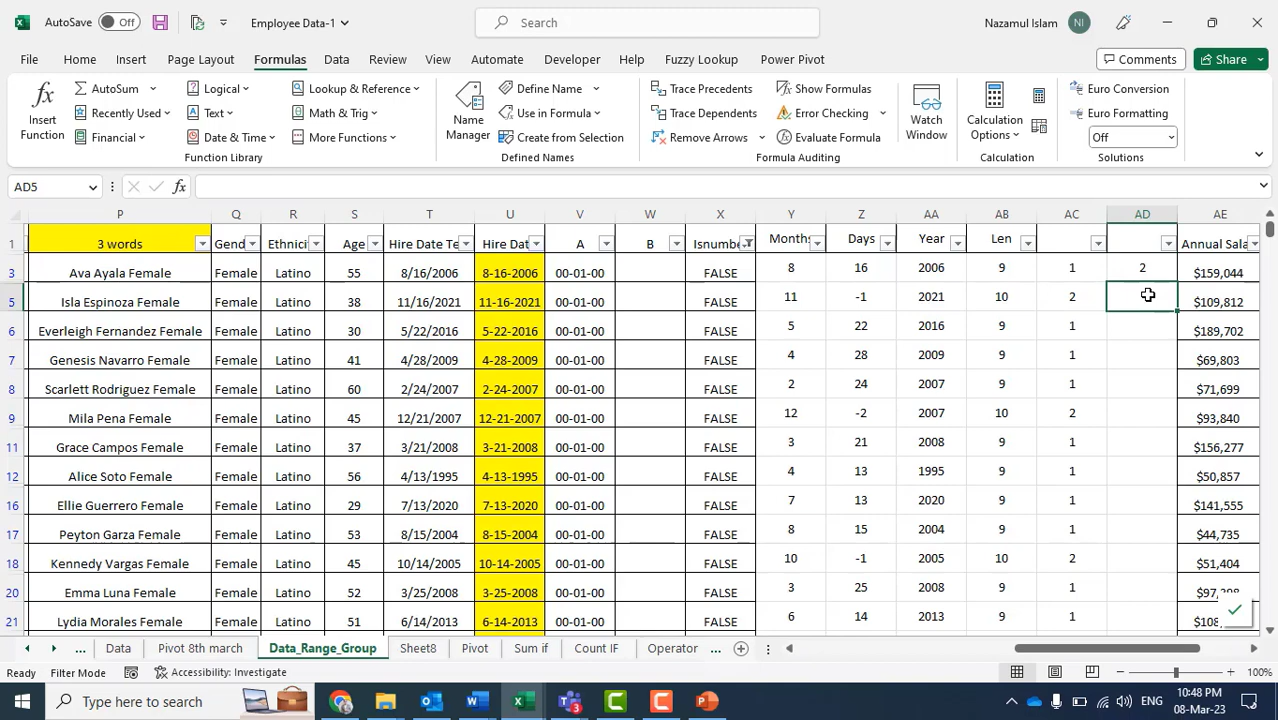 AutoSave Off Employee Data-1 Search Nazamul Islam NI
File Home Insert Page Layout Formulas Data Review View Automate Developer Help Fuzzy Lookup Power Pivot Comments Share
fx Insert Function AutoSum Recently Used Financial Logical Text Date & Time Lookup & Reference Math & Trig More Functions
Name Manager Define Name Use in Formula Create from Selection
Trace Precedents Trace Dependents Remove Arrows Show Formulas Error Checking Evaluate Formula
Watch Window Calculation Options Euro Conversion Euro Formatting Off
Function Library Defined Names Formula Auditing Calculation Solutions
AD5 fx
P Q R S T U V W X Y Z AA AB AC AD AE
1 3 words Gend Ethnici Age Hire Date Te Hire Dat A B Isnumbe Months Days Year Len Annual Sala
3 Ava Ayala Female Female Latino 55 8/16/2006 8-16-2006 00-01-00 FALSE 8 16 2006 9 1 2 $159,044
5 Isla Espinoza Female Female Latino 38 11/16/2021 11-16-2021 00-01-00 FALSE 11 -1 2021 10 2 $109,812
6 Everleigh Fernandez Female Female Latino 30 5/22/2016 5-22-2016 00-01-00 FALSE 5 22 2016 9 1 $189,702
7 Genesis Navarro Female Female Latino 41 4/28/2009 4-28-2009 00-01-00 FALSE 4 28 2009 9 1 $69,803
8 Scarlett Rodriguez Female Female Latino 60 2/24/2007 2-24-2007 00-01-00 FALSE 2 24 2007 9 1 $71,699
9 Mila Pena Female Female Latino 45 12/21/2007 12-21-2007 00-01-00 FALSE 12 -2 2007 10 2 $93,840
11 Grace Campos Female Female Latino 37 3/21/2008 3-21-2008 00-01-00 FALSE 3 21 2008 9 1 $156,277
12 Alice Soto Female Female Latino 56 4/13/1995 4-13-1995 00-01-00 FALSE 4 13 1995 9 1 $50,857
16 Ellie Guerrero Female Female Latino 29 7/13/2020 7-13-2020 00-01-00 FALSE 7 13 2020 9 1 $141,555
17 Peyton Garza Female Female Latino 53 8/15/2004 8-15-2004 00-01-00 FALSE 8 15 2004 9 1 $44,735
18 Kennedy Vargas Female Female Latino 45 10/14/2005 10-14-2005 00-01-00 FALSE 10 -1 2005 10 2 $51,404
20 Emma Luna Female Female Latino 52 3/25/2008 3-25-2008 00-01-00 FALSE 3 25 2008 9 1
21 Lydia Morales Female Female Latino 51 6/14/2013 6-14-2013 00-01-00 FALSE 6 14 2013 9 1
... Data Pivot 8th march Data_Range_Group Sheet8 Pivot Sum if Count IF Operator ...
Ready Filter Mode Accessibility: Investigate 100%
Type here to search ENG 10:48 PM
08-Mar-23